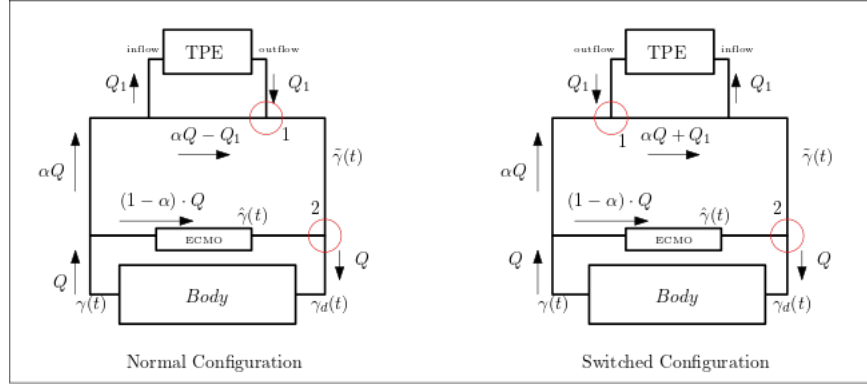 inflow TPE outflow
Q₁ Q₁
αQ − Q₁ 1
αQ γ̃(t)
(1 − α) · Q γ̂(t) 2
ECMO
Q Q
γ(t) Body γ_d(t)
Normal Configuration
outflow TPE inflow
Q₁ Q₁
1 αQ + Q₁
αQ γ̃(t)
(1 − α) · Q γ̂(t) 2
ECMO
Q Q
γ(t) Body γ_d(t)
Switched Configuration